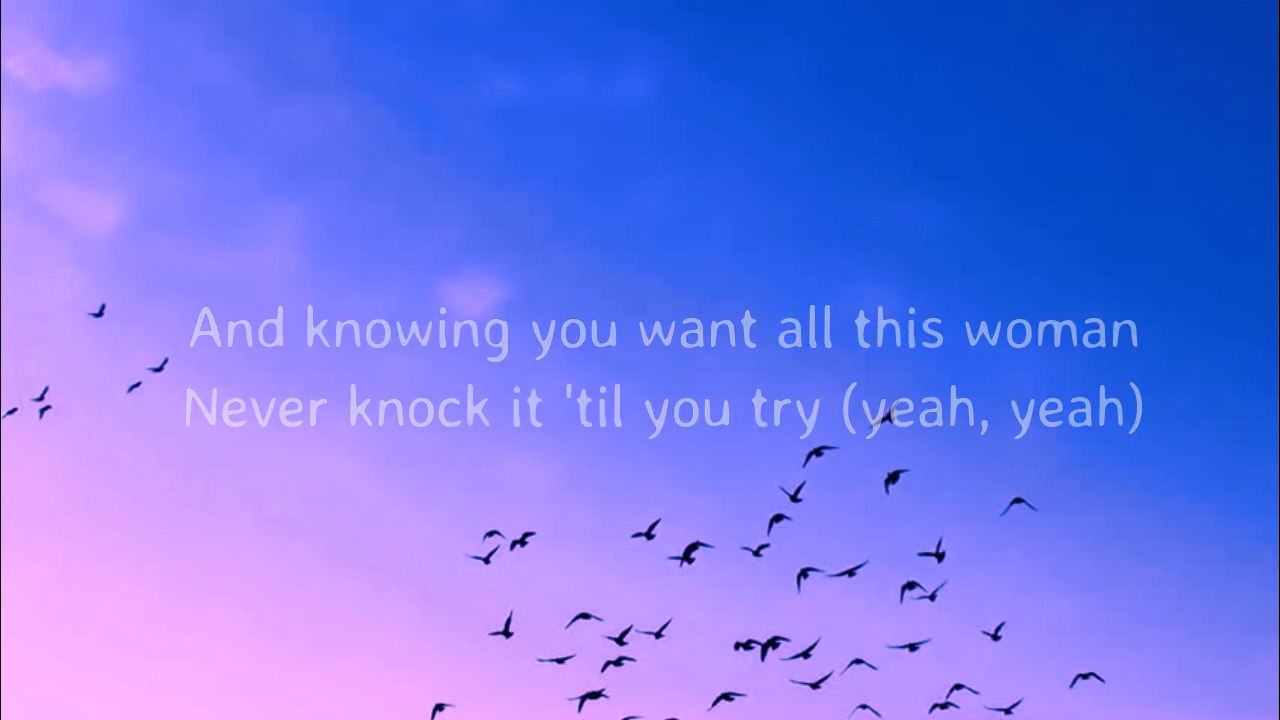 And knowing you want all this woman
Never knock it 'til you try (yeah, yeah)